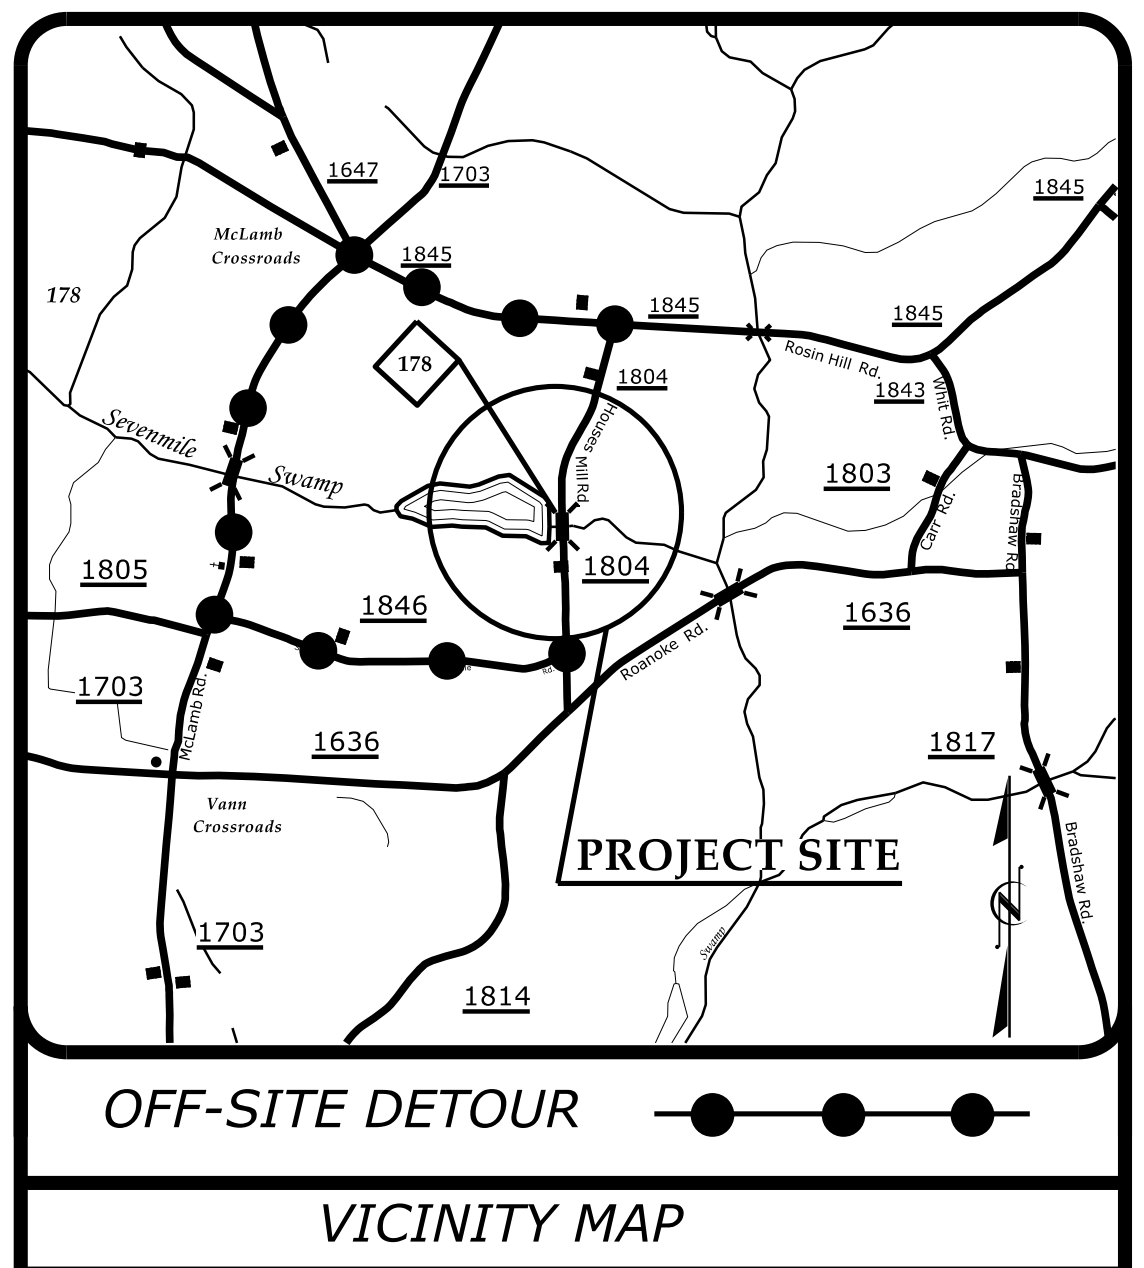 1647
1703
1845
McLamb
Crossroads
1845
178
1845
1845
Rosin Hill Rd.
178
1804
1843
Whit Rd.
Houses Mill Rd
Sevenmile
Swamp
1803
Carr Rd.
Bradshaw Rd
1805
1804
1846
1636
Roanoke Rd.
Rd.
1703
McLamb Rd.
1636
1817
Vann
Crossroads
PROJECT SITE
Bradshaw Rd.
N
1703
Swamp
1814
OFF-SITE DETOUR
VICINITY MAP